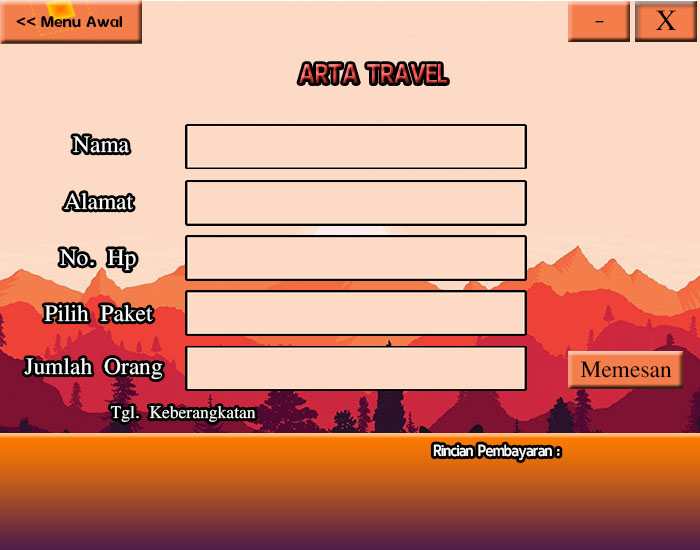 << Menu Awal
-
X
ARTA TRAVEL
Nama
Alamat
No. Hp
Pilih Paket
Jumlah Orang
Memesan
Tgl. Keberangkatan
Rincian Pembayaran :